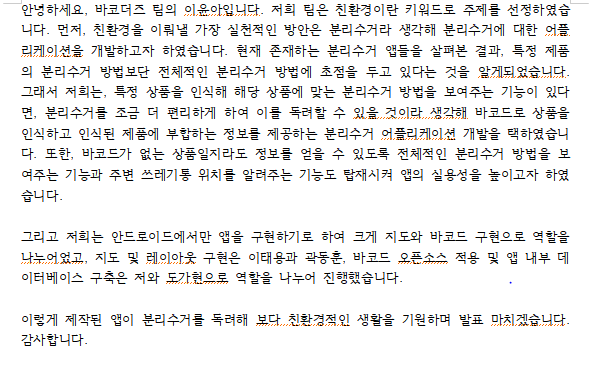 안녕하세요, 바코더즈 팀의 이윤아입니다. 저희 팀은 친환경이란 키워드로 주제를 선정하였습
니다. 먼저, 친환경을 이뤄낼 가장 실천적인 방안은 분리수거라 생각해 분리수거에 대한 어플
리케이션을 개발하고자 하였습니다. 현재 존재하는 분리수거 앱들을 살펴본 결과, 특정 제품
의 분리수거 방법보단 전체적인 분리수거 방법에 초점을 두고 있다는 것을 알게되었습니다.
그래서 저희는, 특정 상품을 인식해 해당 상품에 맞는 분리수거 방법을 보여주는 기능이 있다
면, 분리수거를 조금 더 편리하게 하여 이를 독려할 수 있을 것이라 생각해 바코드로 상품을
인식하고 인식된 제품에 부합하는 정보를 제공하는 분리수거 어플리케이션 개발을 택하였습니
다. 또한, 바코드가 없는 상품일지라도 정보를 얻을 수 있도록 전체적인 분리수거 방법을 보
여주는 기능과 주변 쓰레기통 위치를 알려주는 기능도 탑재시켜 앱의 실용성을 높이고자 하였
습니다.
그리고 저희는 안드로이드에서만 앱을 구현하기로 하여 크게 지도와 바코드 구현으로 역할을
나누어었고, 지도 및 레이아웃 구현은 이태용과 곽동훈, 바코드 오픈소스 적용 및 앱 내부 데
이터베이스 구축은 저와 도가현으로 역할을 나누어 진행했습니다.
이렇게 제작된 앱이 분리수거를 독려해 보다 친환경적인 생활을 기원하며 발표 마치겠습니다.
감사합니다.